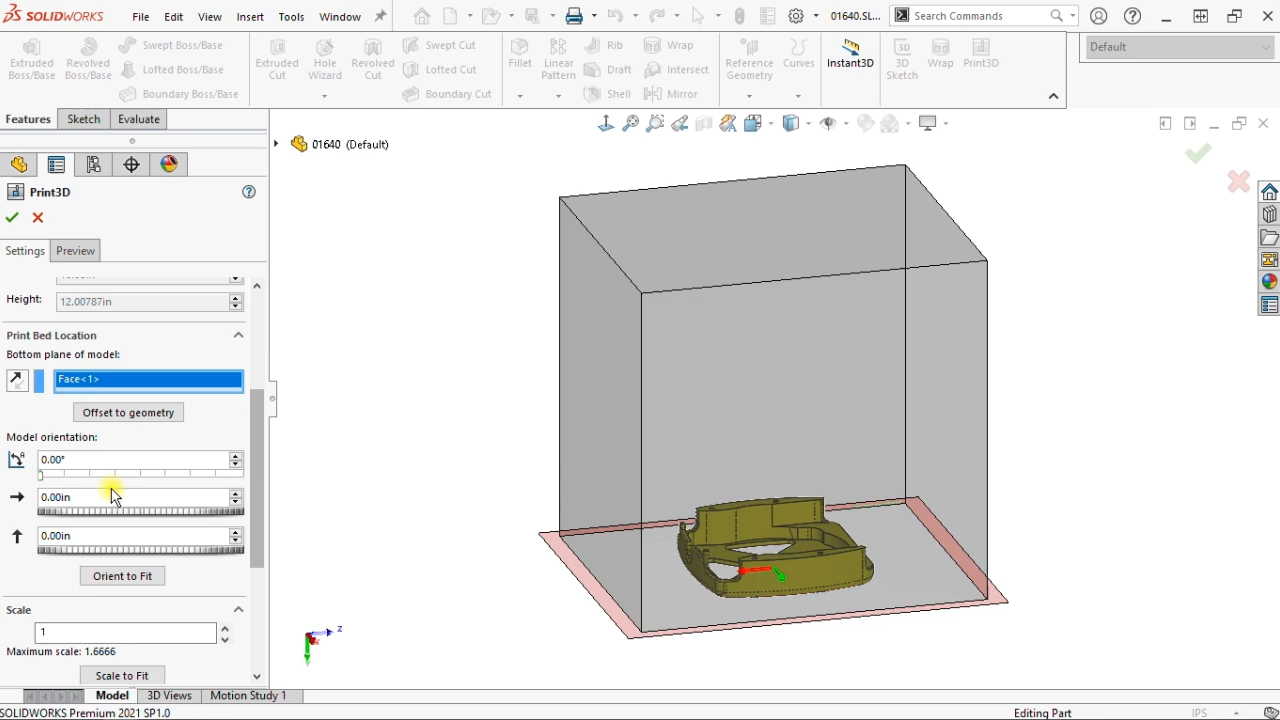 SOLIDWORKS File Edit View Insert Tools Window 01640.SL... Search Commands
Extruded Boss/Base
Revolved Boss/Base
Swept Boss/Base
Lofted Boss/Base
Boundary Boss/Base
Extruded Cut
Hole Wizard
Revolved Cut
Swept Cut
Lofted Cut
Boundary Cut
Fillet
Linear Pattern
Rib
Draft
Shell
Wrap
Intersect
Mirror
Reference Geometry
Curves
Instant3D
3D Sketch
Wrap
Print3D
Default
Features Sketch Evaluate
01640 (Default)
Print3D
Settings Preview
Height: 12.00787in
Print Bed Location
Bottom plane of model:
Face<1>
Offset to geometry
Model orientation:
0.00°
0.00in
0.00in
Orient to Fit
Scale
1
Maximum scale: 1.6666
Scale to Fit
z
Model 3D Views Motion Study 1
SOLIDWORKS Premium 2021 SP1.0 Editing Part IPS